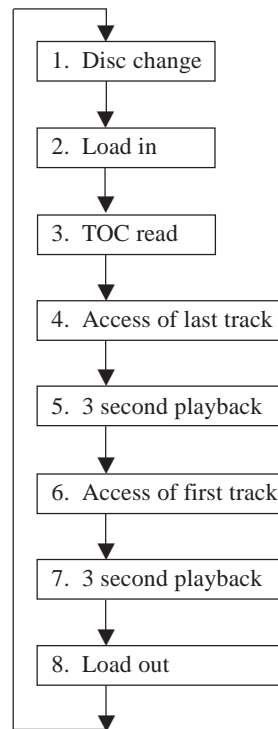 1. Disc change
2. Load in
3. TOC read
4. Access of last track
5. 3 second playback
6. Access of first track
7. 3 second playback
8. Load out